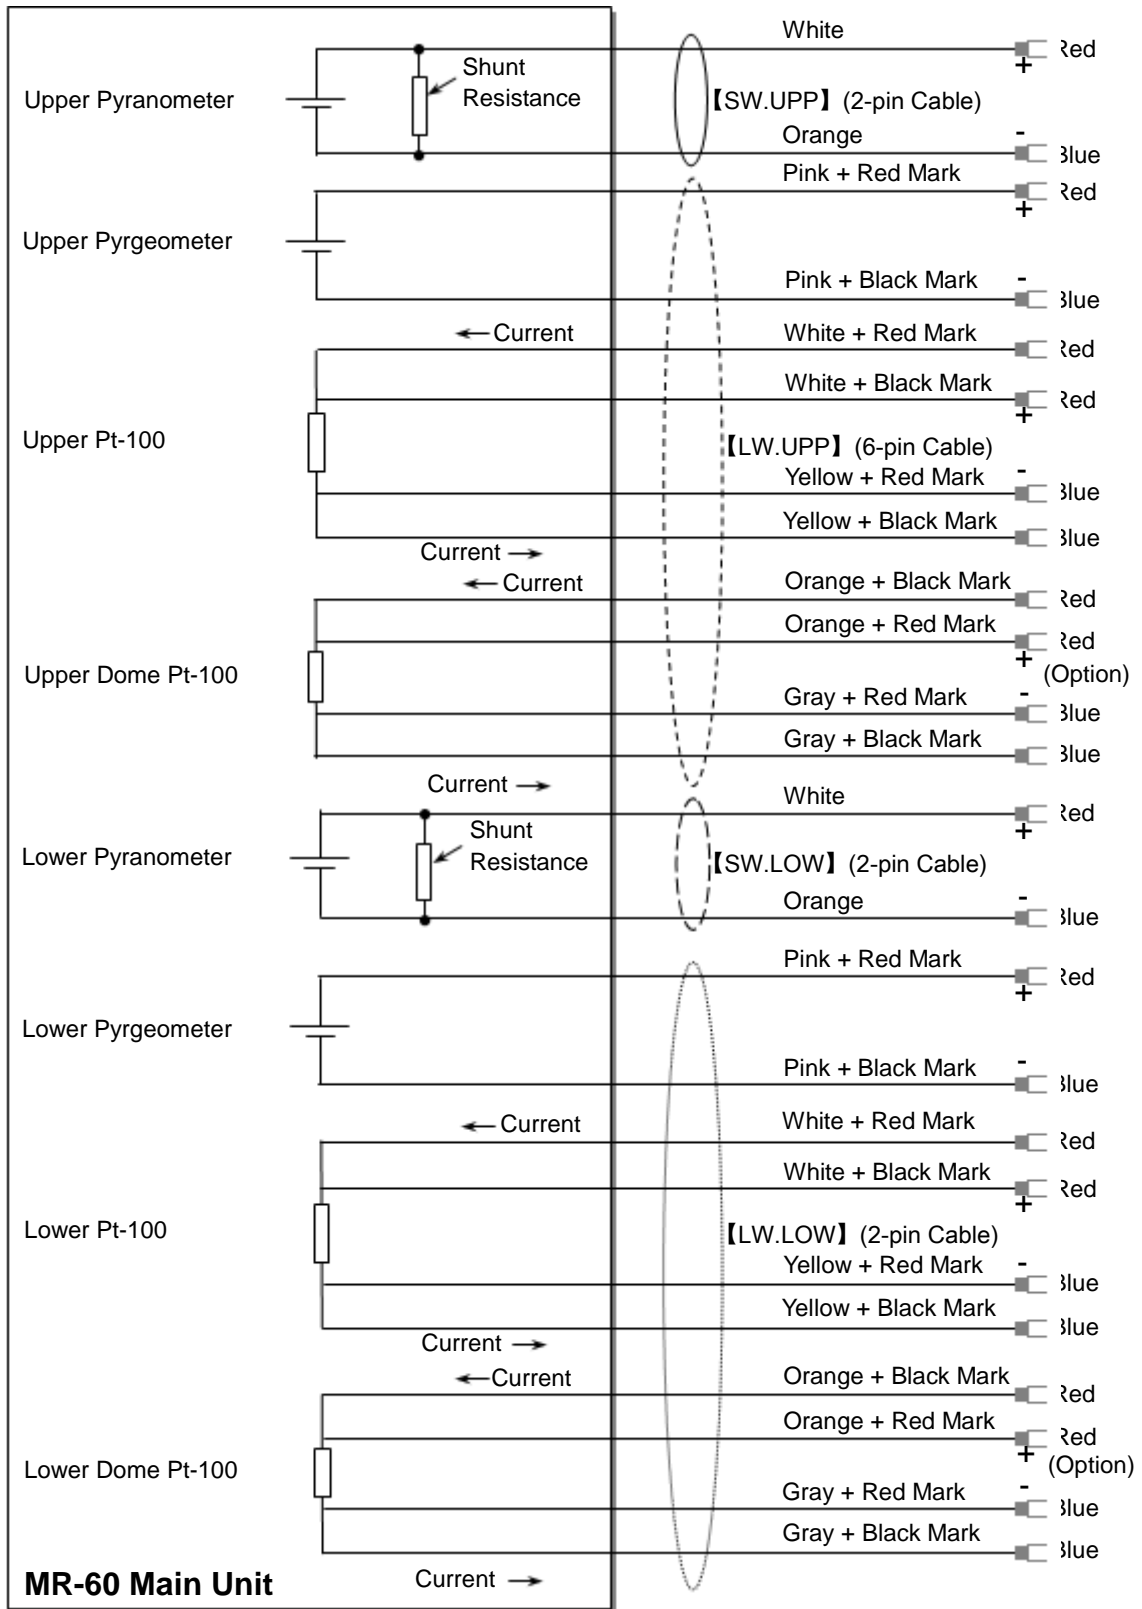 White
Red
+
Shunt
Resistance
Upper Pyranometer
【SW.UPP】(2-pin Cable)
Orange
-
Blue
Pink + Red Mark
Red
+
Upper Pyrgeometer
Pink + Black Mark
-
Blue
Current
White + Red Mark
Red
White + Black Mark
Red
+
Upper Pt-100
【LW.UPP】(6-pin Cable)
Yellow + Red Mark
-
Blue
Yellow + Black Mark
Blue
Current
Current
Orange + Black Mark
Red
Orange + Red Mark
Red
+
(Option)
Upper Dome Pt-100
Gray + Red Mark
-
Blue
Gray + Black Mark
Blue
Current
White
Red
+
Shunt
Resistance
Lower Pyranometer
【SW.LOW】(2-pin Cable)
Orange
-
Blue
Pink + Red Mark
Red
+
Lower Pyrgeometer
Pink + Black Mark
-
Blue
Current
White + Red Mark
Red
White + Black Mark
Red
+
Lower Pt-100
【LW.LOW】(2-pin Cable)
Yellow + Red Mark
-
Blue
Yellow + Black Mark
Blue
Current
Current
Orange + Black Mark
Red
Orange + Red Mark
Red
+
(Option)
Lower Dome Pt-100
Gray + Red Mark
-
Blue
Gray + Black Mark
Blue
Current
MR-60 Main Unit